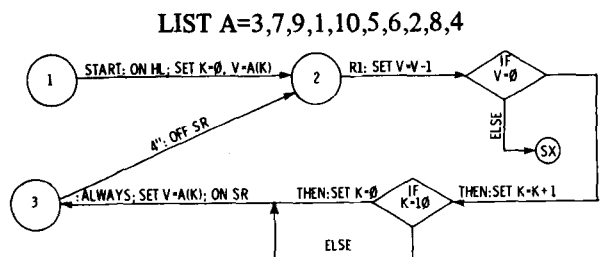 LIST A=3,7,9,1,10,5,6,2,8,4
1
START: ON HL; SET K=Ø, V=A(K)
2
R1: SET V=V-1
IF
V=Ø
ELSE
SX
4": OFF SR
3
:ALWAYS; SET V=A(K); ON SR
THEN:SET K=Ø
IF
K=1Ø
THEN:SET K=K+1
ELSE